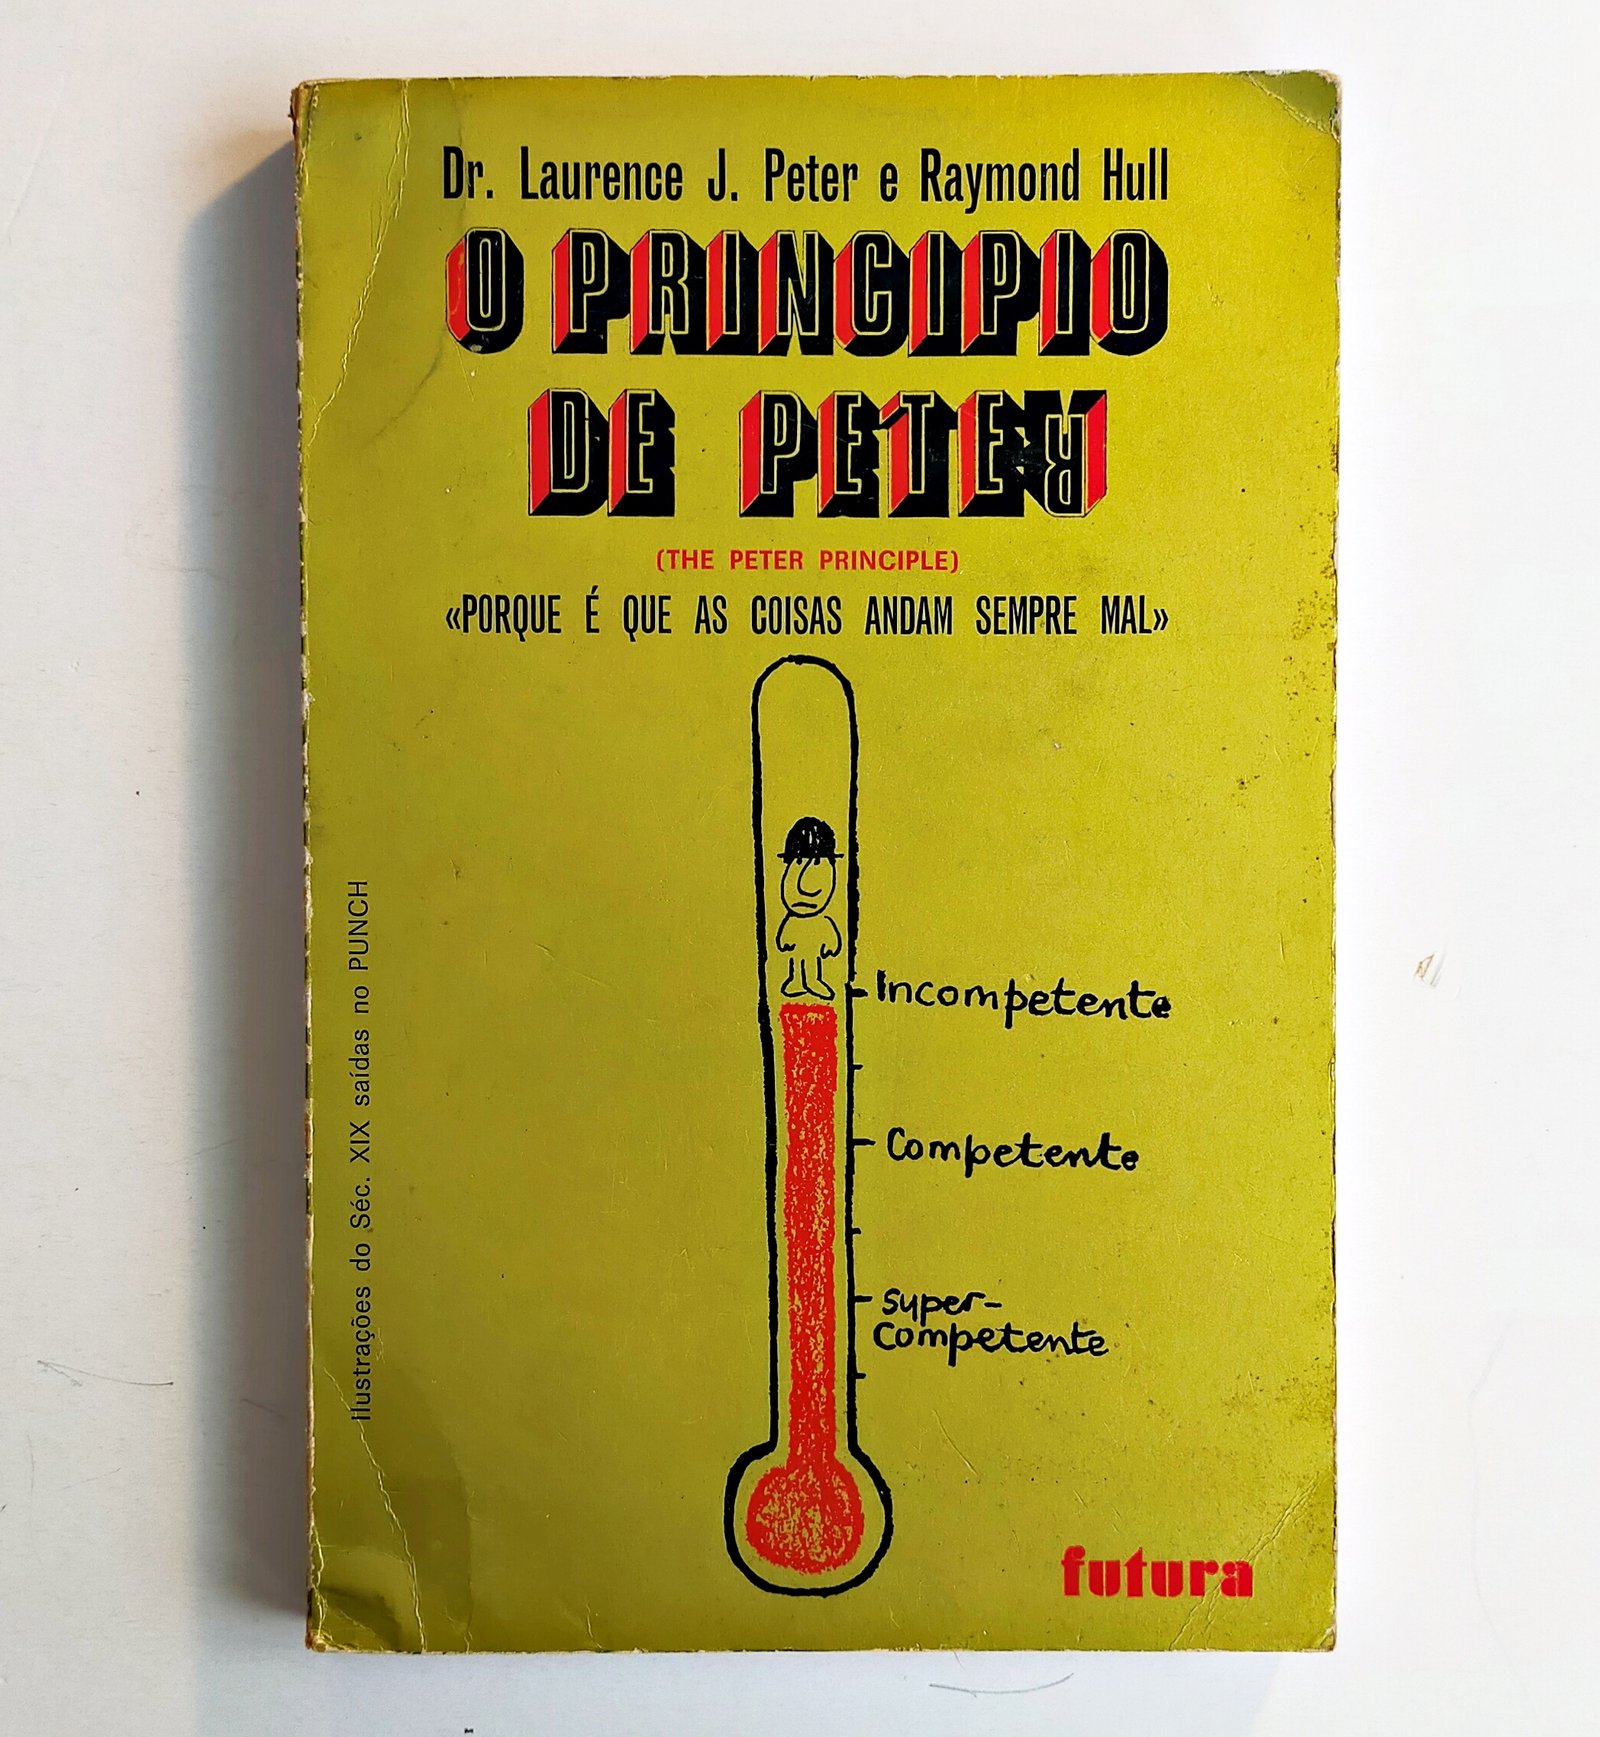 Dr. Laurence J. Peter e Raymond Hull
O PRINCIPIO
DE PETER
(THE PETER PRINCIPLE)
«PORQUE É QUE AS COISAS ANDAM SEMPRE MAL»
Incompetente
Competente
super-
competente
ilustrações do Séc. XIX saídas no PUNCH
futura